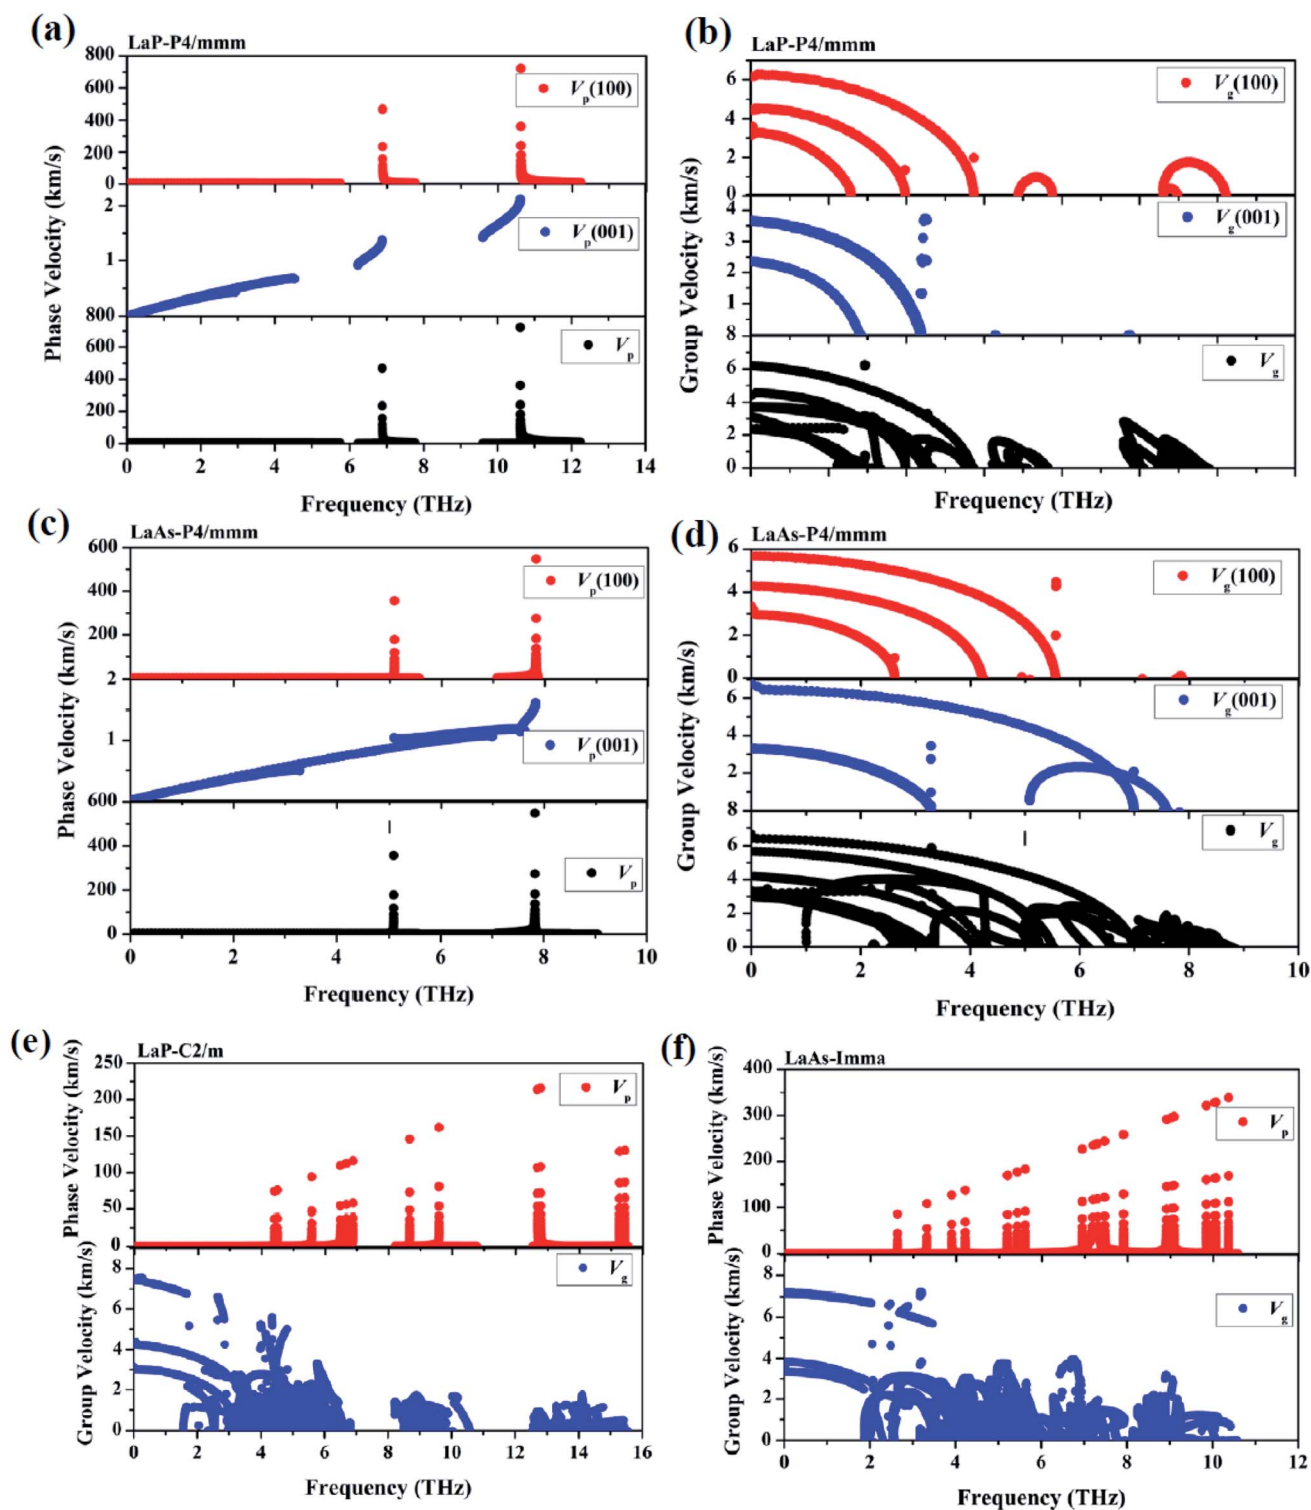 (a)
LaP-P4/mmm
800
600
400
200
0
Vp(100)
2
1
800
Vp(001)
600
400
200
0
Vp
Phase Velocity (km/s)
0 2 4 6 8 10 12 14
Frequency (THz)
(b)
LaP-P4/mmm
6
4
2
0
Vg(100)
4
3
2
1
8
Vg(001)
6
4
2
0
Vg
Group Velocity (km/s)
Frequency (THz)
(c)
LaAs-P4/mmm
600
400
200
2
Vp(100)
2
1
600
Vp(001)
400
200
0
Vp
Phase Velocity (km/s)
0 2 4 6 8 10
Frequency (THz)
(d)
LaAs-P4/mmm
6
4
2
0
Vg(100)
6
4
2
8
Vg(001)
6
4
2
0
Vg
Group Velocity (km/s)
0 2 4 6 8 10
Frequency (THz)
(e)
LaP-C2/m
250
200
150
100
50
0
Vp
Phase Velocity (km/s)
8
6
4
2
0
Vg
Group Velocity (km/s)
0 2 4 6 8 10 12 14 16
Frequency (THz)
(f)
LaAs-Imma
400
300
200
100
0
Vp
Phase Velocity (km/s)
8
6
4
2
0
Vg
Group Velocity (km/s)
0 2 4 6 8 10 12
Frequency (THz)